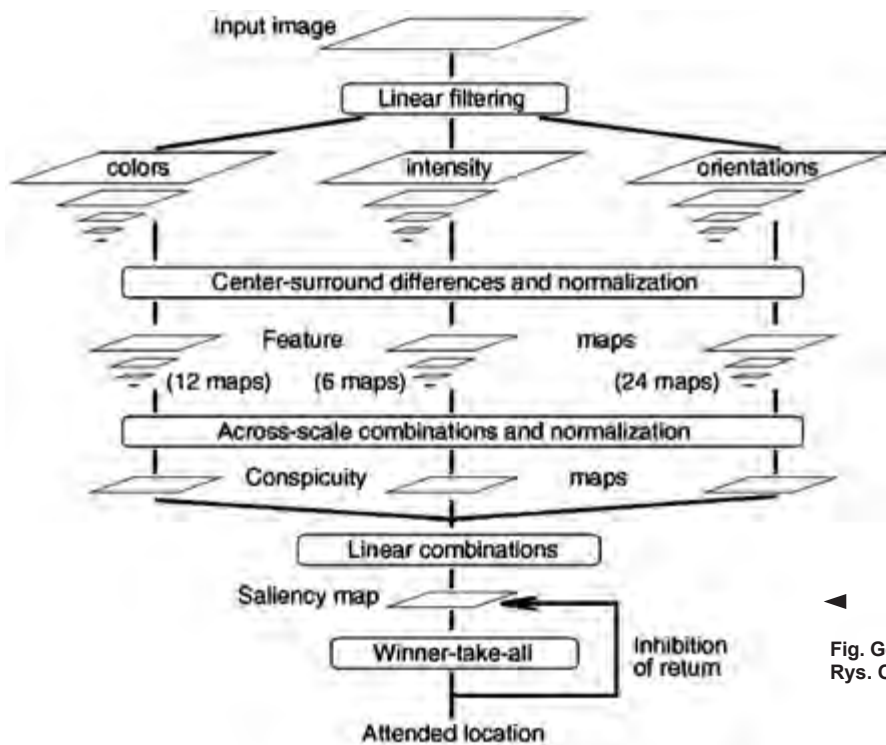 Input image
Linear filtering
colors intensity orientations
Center-surround differences and normalization
Feature maps
(12 maps) (6 maps) (24 maps)
Across-scale combinations and normalization
Conspicuity maps
Linear combinations
Saliency map
Winner-take-all
Inhibition
of return
Attended location
Fig. G
Rys.